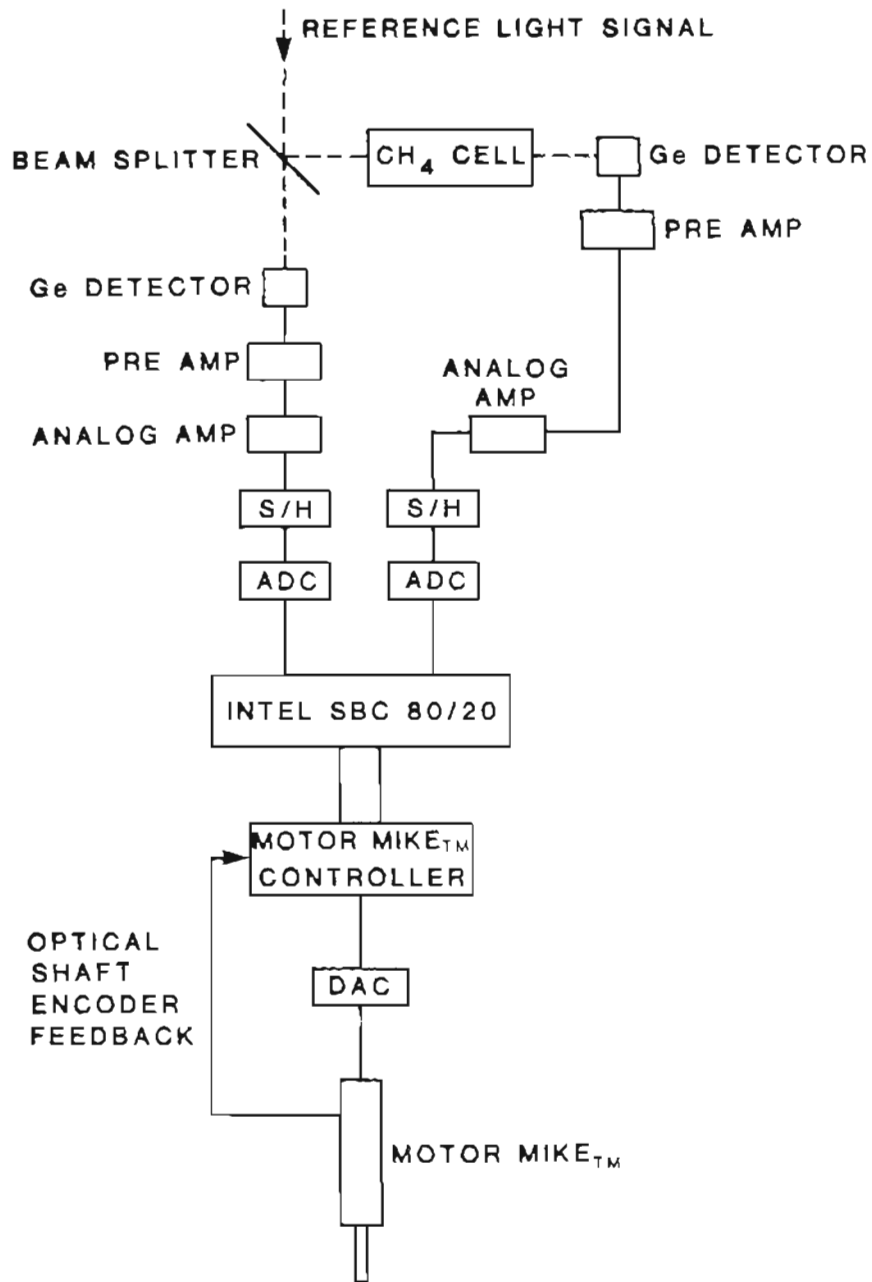 REFERENCE LIGHT SIGNAL
BEAM SPLITTER
CH₄ CELL
Ge DETECTOR
PRE AMP
Ge DETECTOR
PRE AMP
ANALOG
AMP
ANALOG AMP
S/H
S/H
ADC
ADC
INTEL SBC 80/20
MOTOR MIKE™
CONTROLLER
OPTICAL
SHAFT
ENCODER
FEEDBACK
DAC
MOTOR MIKE™